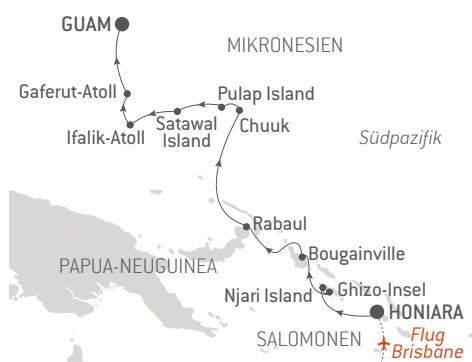 GUAM
MIKRONESIEN
Gaferut-Atoll
Pulap Island
Ifalik-Atoll
Satawal
Island
Chuuk
Südpazifik
Rabaul
Bougainville
PAPUA-NEUGUINEA
Njari Island
Ghizo-Insel
HONIARA
SALOMONEN
Flug
Brisbane